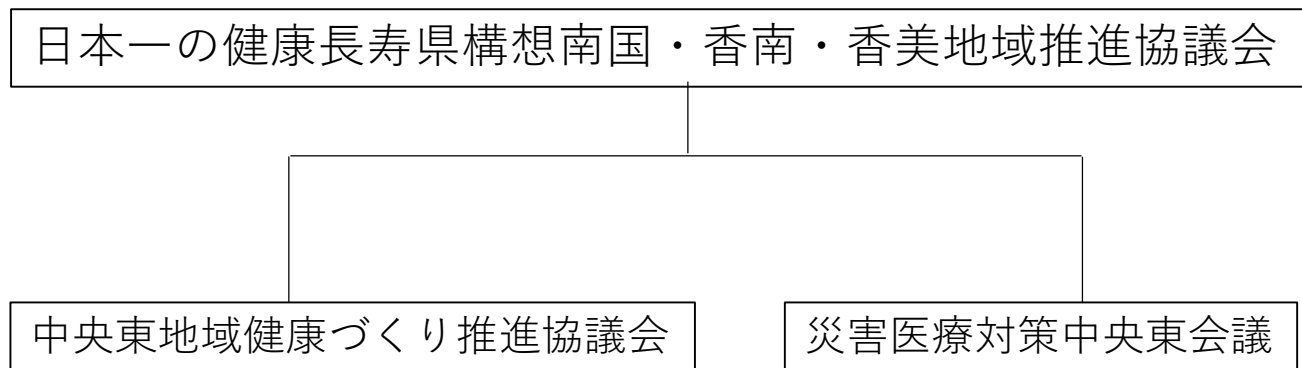 日本一の健康長寿県構想南国・香南・香美地域推進協議会
中央東地域健康づくり推進協議会
災害医療対策中央東会議